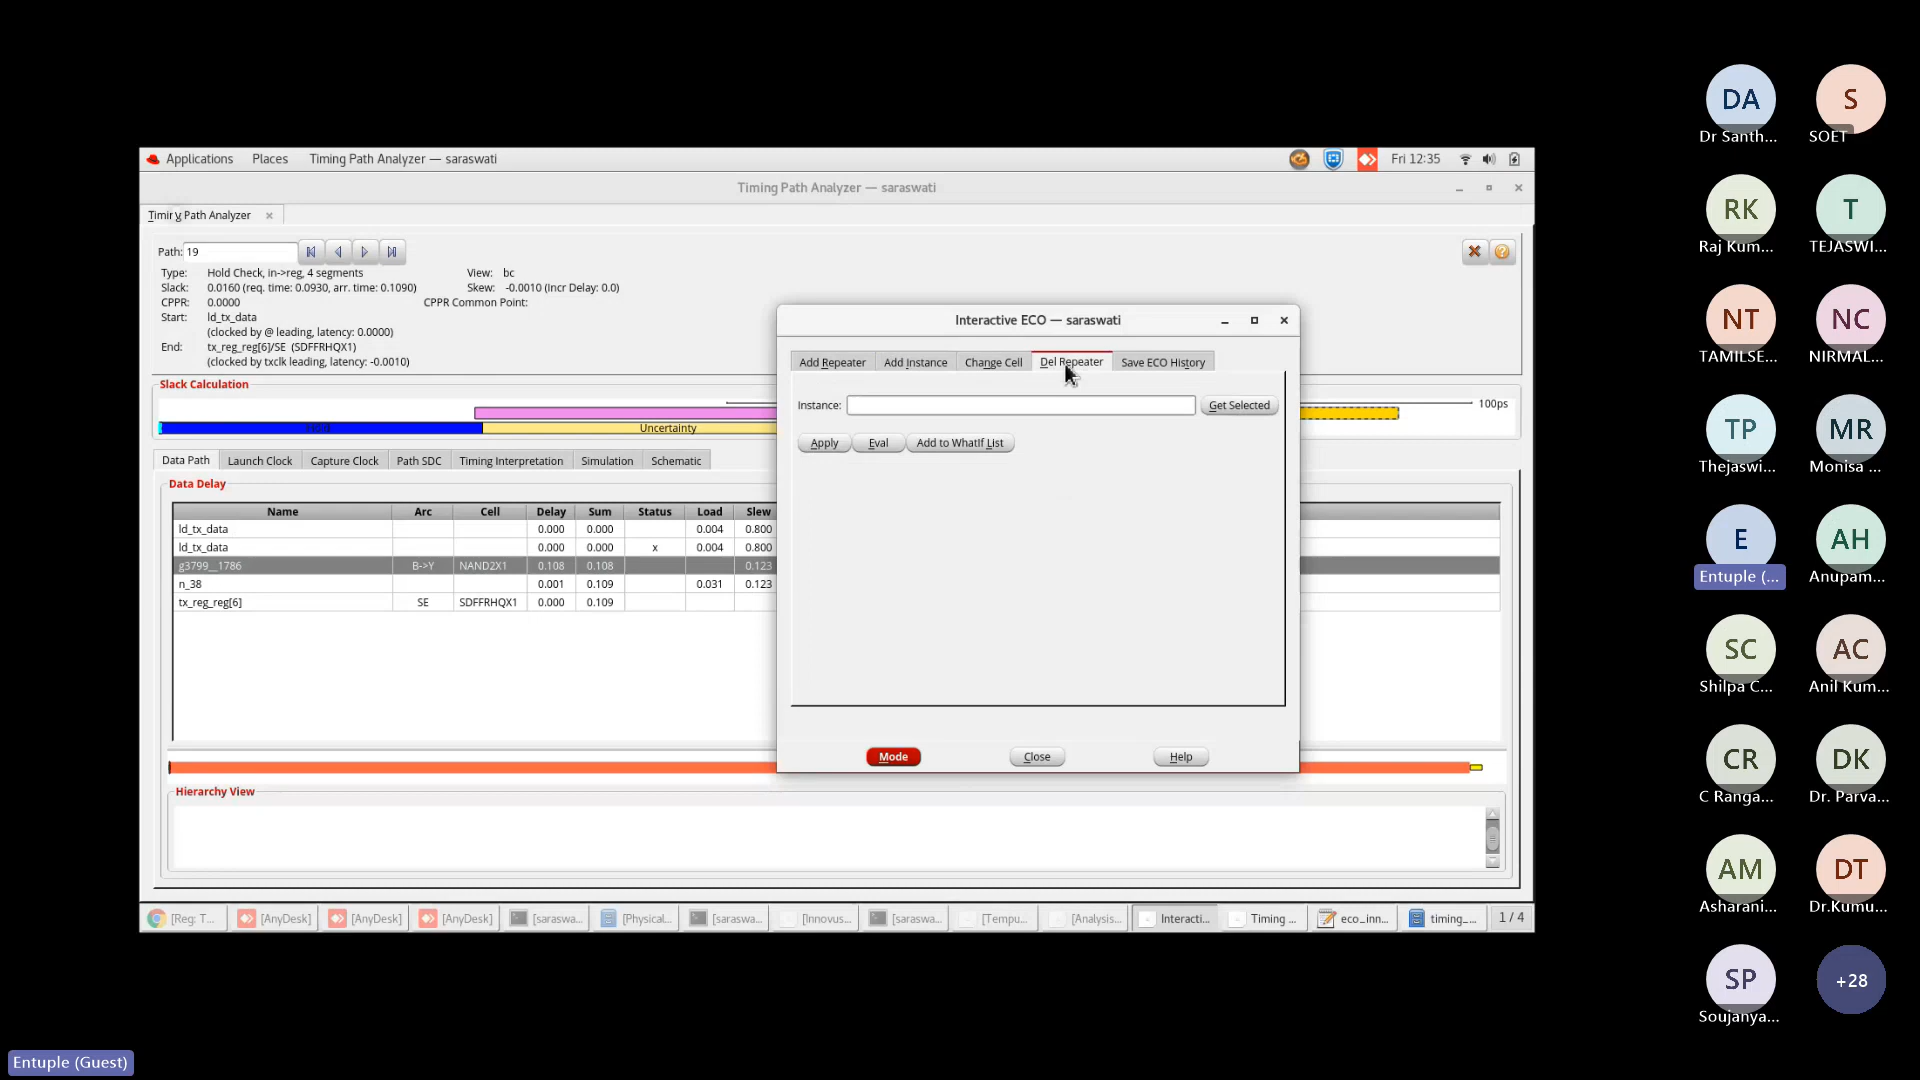 Applications Places Timing Path Analyzer — saraswati Fri 12:35
Timing Path Analyzer — saraswati
Timing Path Analyzer
Path: 19
Type: Hold Check, in->reg, 4 segments View: bc
Slack: 0.0160 (req. time: 0.0930, arr. time: 0.1090) Skew: -0.0010 (Incr Delay: 0.0)
CPPR: 0.0000 CPPR Common Point:
Start: ld_tx_data
(clocked by @ leading, latency: 0.0000)
End: tx_reg_reg[6]/SE (SDFFRHQX1)
(clocked by txclk leading, latency: -0.0010)
Slack Calculation
100ps
Hold Uncertainty
Data Path Launch Clock Capture Clock Path SDC Timing Interpretation Simulation Schematic
Data Delay
Name Arc Cell Delay Sum Status Load Slew
ld_tx_data 0.000 0.000 0.004 0.800
ld_tx_data 0.000 0.000 x 0.004 0.800
g3799__1786 B->Y NAND2X1 0.108 0.108 0.123
n_38 0.001 0.109 0.031 0.123
tx_reg_reg[6] SE SDFFRHQX1 0.000 0.109
Hierarchy View
Interactive ECO — saraswati
Add Repeater Add Instance Change Cell Del Repeater Save ECO History
Instance: Get Selected
Apply Eval Add to WhatIf List
Mode Close Help
[Reg: T... [AnyDesk] [AnyDesk] [AnyDesk] [saraswa... [Physical... [saraswa... [Innovus... [saraswa... [Tempu... [Analysis... Interacti... Timing ... eco_inn... timing_... 1 / 4
DA S
Dr Santh... SOET
RK T
Raj Kum... TEJASWI...
NT NC
TAMILSE... NIRMAL...
TP MR
Thejaswi... Monisa ...
E AH
Entuple (... Anupam...
SC AC
Shilpa C... Anil Kum...
CR DK
C Ranga... Dr. Parva...
AM DT
Asharani... Dr.Kumu...
SP +28
Soujanya...
Entuple (Guest)